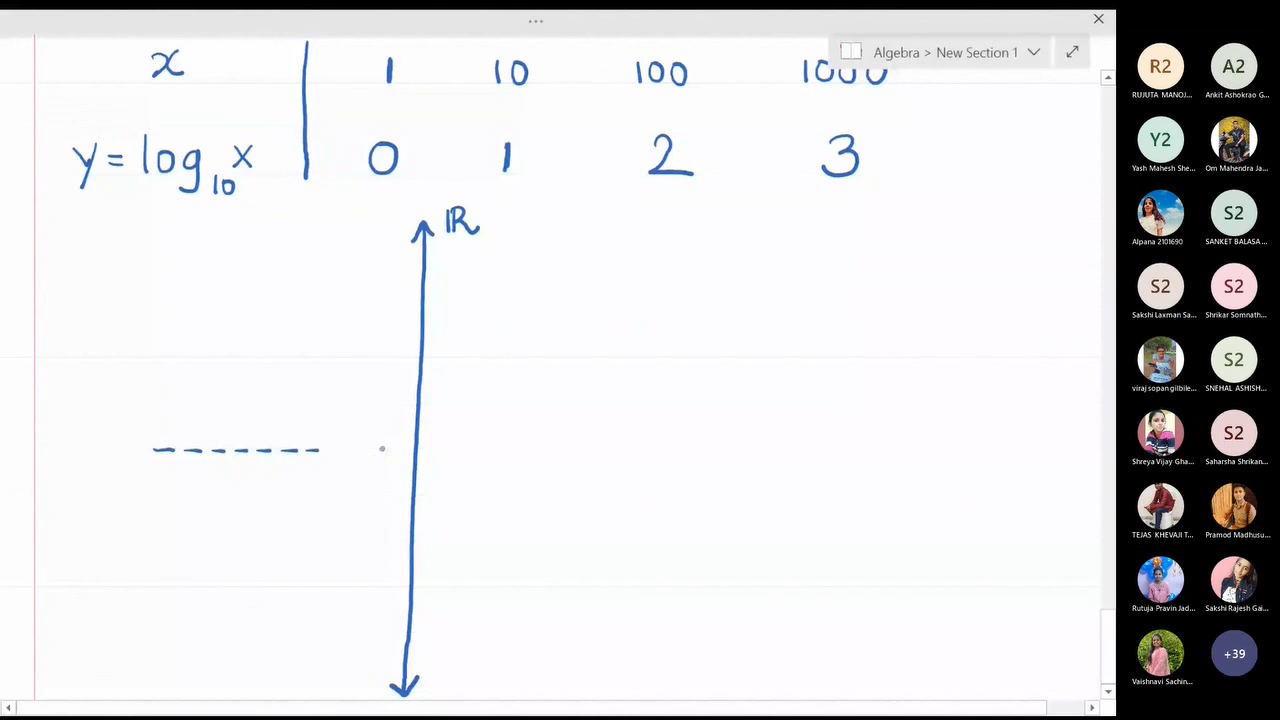 Algebra > New Section 1
x 1 10 100 1000
y = log₁₀ x 0 1 2 3
ℝ
R2 A2
RUJUTA MANOJ... Ankit Ashokrao G...
Y2
Yash Mahesh She... Om Mahendra Ja...
S2
Alpana 2101690 SANKET BALASA...
S2 S2
Sakshi Laxman Sa... Shrikar Somnath...
S2
viraj sopan gilbile... SNEHAL ASHISH...
S2
Shreya Vijay Gha... Saharsha Shrikan...
TEJAS KHEVAJI T... Pramod Madhusu...
Rutuja Pravin Jad... Sakshi Rajesh Gai...
+39
Vaishnavi Sachin...